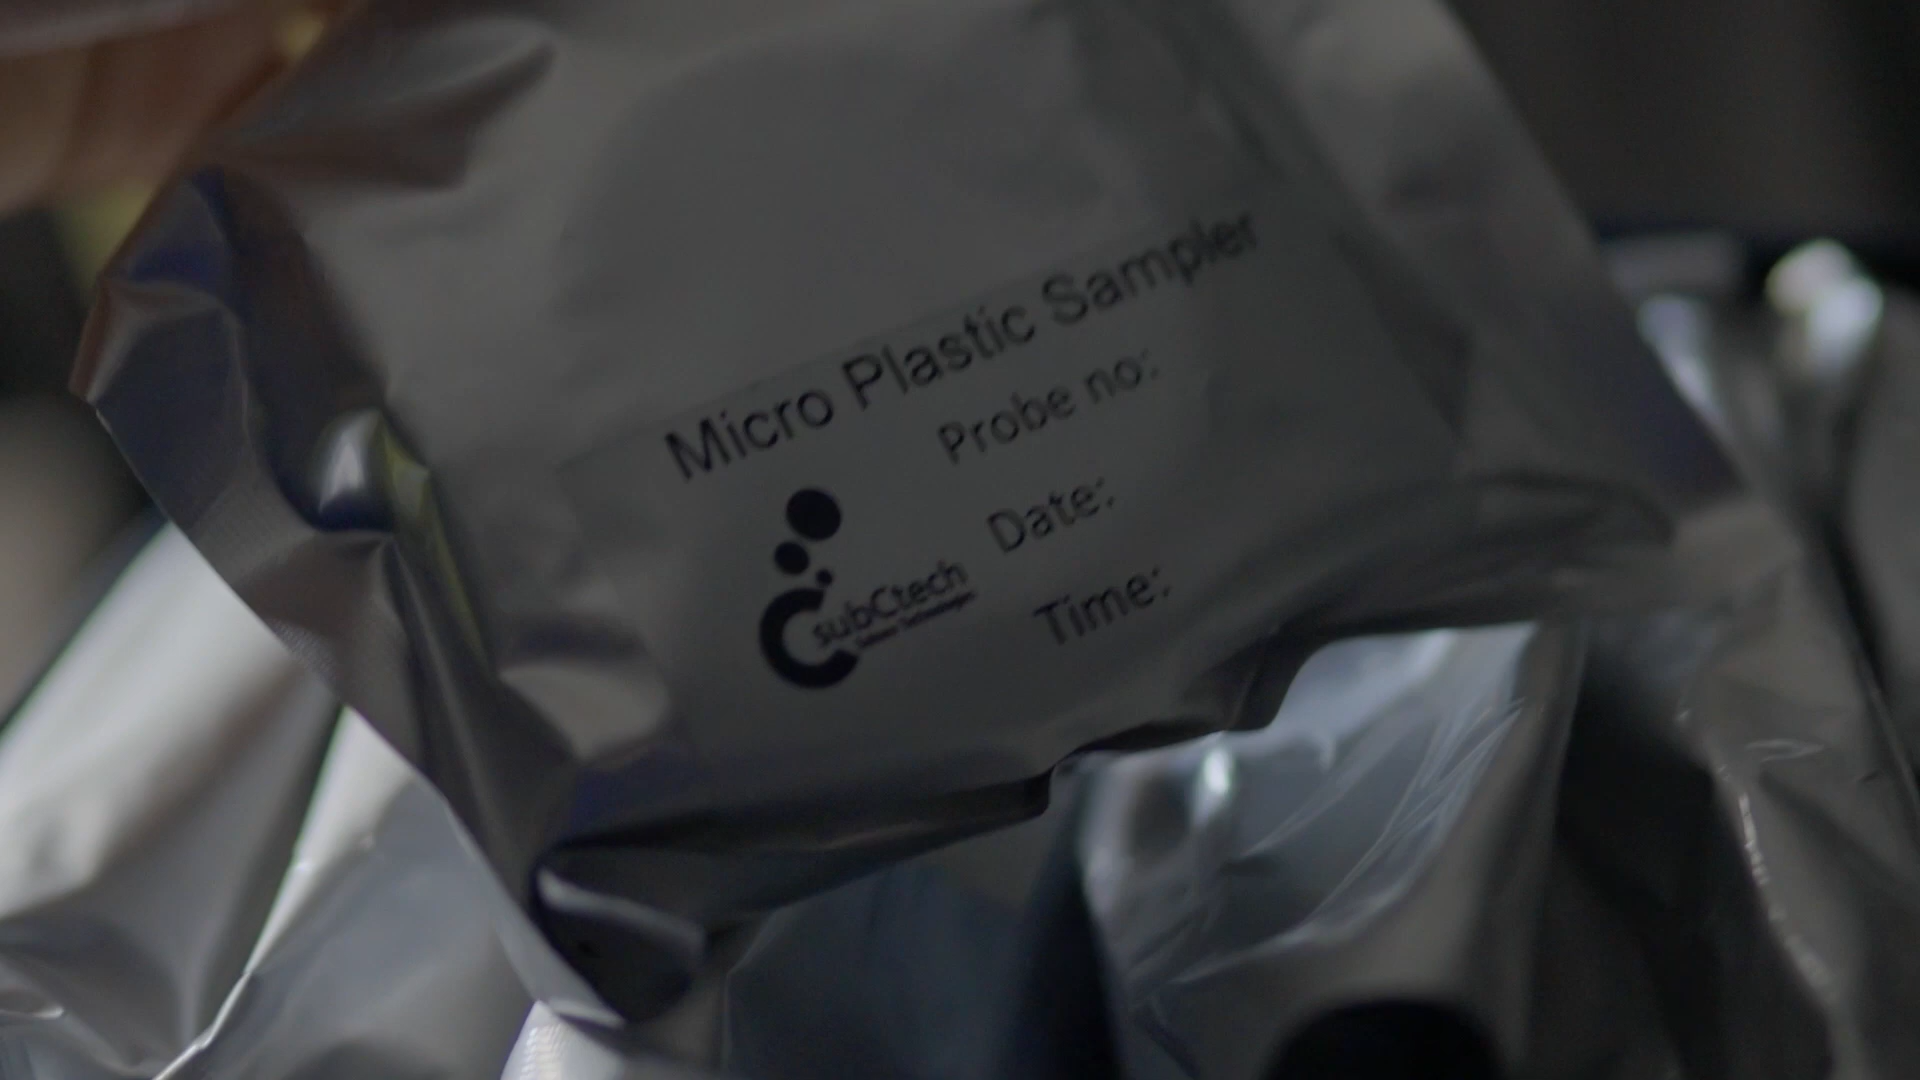 Micro Plastic Sampler
Probe no:
Date:
Time:
subCtech